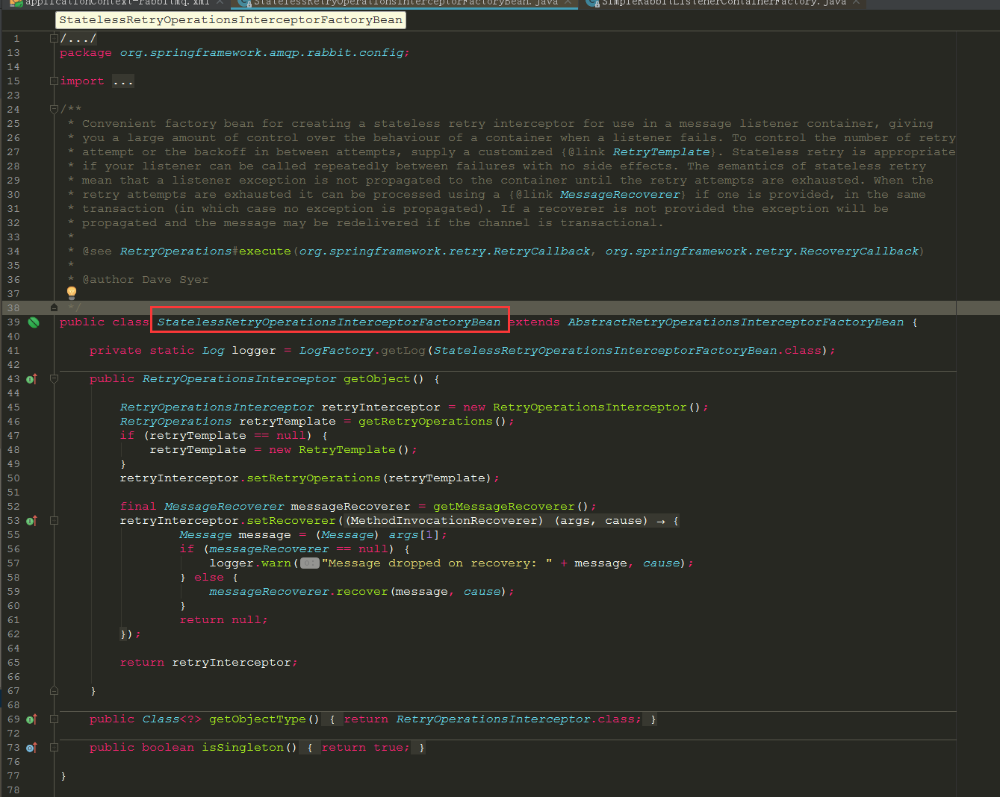 applicationContext-rabbitmq.xml StatelessRetryOperationsInterceptorFactoryBean.java SimpleRabbitListenerContainerFactory.java
StatelessRetryOperationsInterceptorFactoryBean
1 /.../
13 package org.springframework.amqp.rabbit.config;
14
15 import ...
23
24 /**
25 * Convenient factory bean for creating a stateless retry interceptor for use in a message listener container, giving
26 * you a large amount of control over the behaviour of a container when a listener fails. To control the number of retry
27 * attempt or the backoff in between attempts, supply a customized {@link RetryTemplate}. Stateless retry is appropriate
28 * if your listener can be called repeatedly between failures with no side effects. The semantics of stateless retry
29 * mean that a listener exception is not propagated to the container until the retry attempts are exhausted. When the
30 * retry attempts are exhausted it can be processed using a {@link MessageRecoverer} if one is provided, in the same
31 * transaction (in which case no exception is propagated). If a recoverer is not provided the exception will be
32 * propagated and the message may be redelivered if the channel is transactional.
33 *
34 * @see RetryOperations#execute(org.springframework.retry.RetryCallback, org.springframework.retry.RecoveryCallback)
35 *
36 * @author Dave Syer
37
38 */
39 public class StatelessRetryOperationsInterceptorFactoryBean extends AbstractRetryOperationsInterceptorFactoryBean {
40
41 private static Log logger = LogFactory.getLog(StatelessRetryOperationsInterceptorFactoryBean.class);
42
43 public RetryOperationsInterceptor getObject() {
44
45 RetryOperationsInterceptor retryInterceptor = new RetryOperationsInterceptor();
46 RetryOperations retryTemplate = getRetryOperations();
47 if (retryTemplate == null) {
48 retryTemplate = new RetryTemplate();
49 }
50 retryInterceptor.setRetryOperations(retryTemplate);
51
52 final MessageRecoverer messageRecoverer = getMessageRecoverer();
53 retryInterceptor.setRecoverer((MethodInvocationRecoverer) (args, cause) → {
55 Message message = (Message) args[1];
56 if (messageRecoverer == null) {
57 logger.warn( o: "Message dropped on recovery: " + message, cause);
58 } else {
59 messageRecoverer.recover(message, cause);
60 }
61 return null;
62 });
64
65 return retryInterceptor;
66
67 }
68
69 public Class<?> getObjectType() { return RetryOperationsInterceptor.class; }
72
73 public boolean isSingleton() { return true; }
76
77 }
78